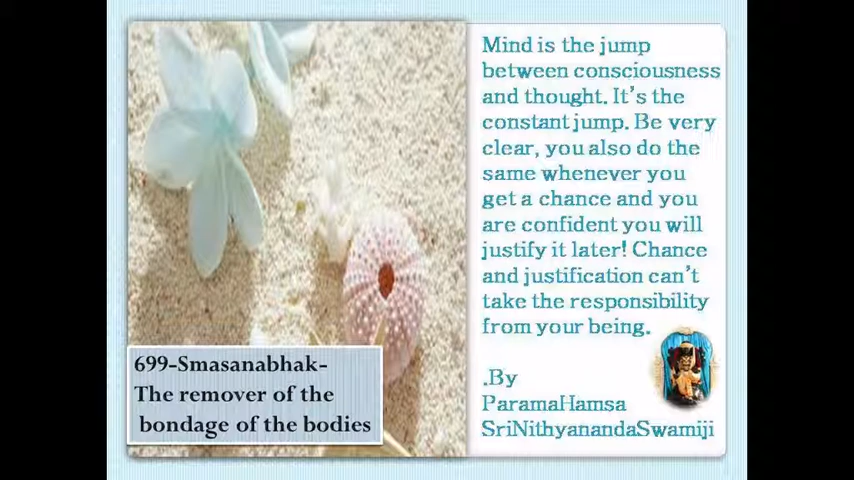 Mind is the jump
between consciousness
and thought. It's the
constant jump. Be very
clear, you also do the
same whenever you
get a chance and you
are confident you will
justify it later! Chance
and justification can't
take the responsibility
from your being.
.By
ParamaHamsa
SriNithyanandaSwamiji
699-Smasanabhak-
The remover of the
bondage of the bodies